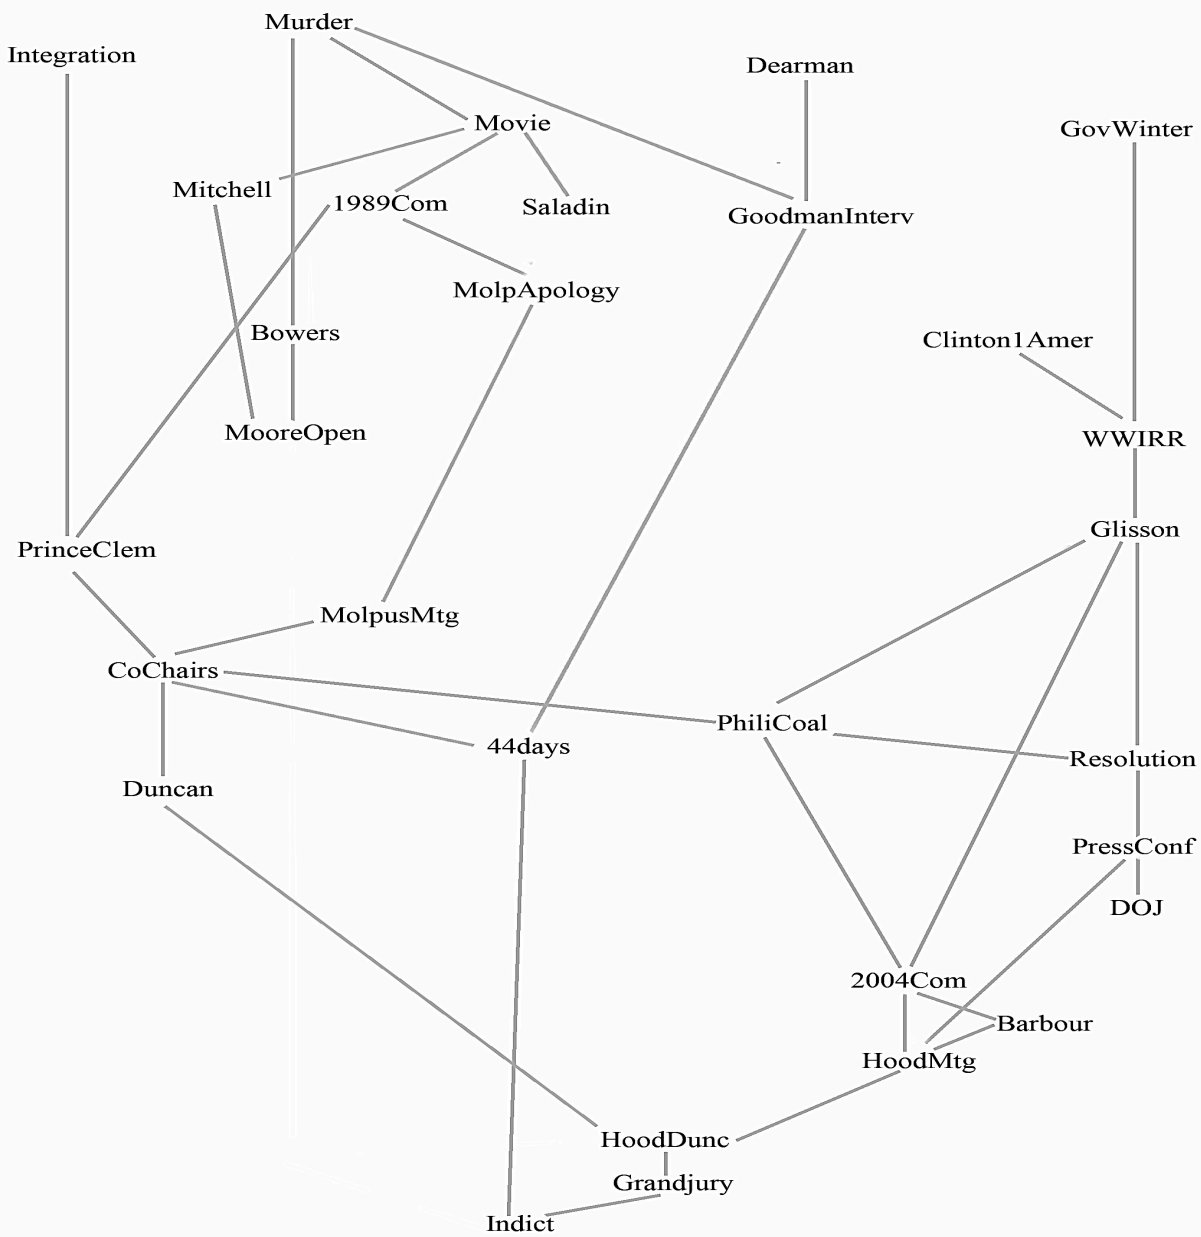 Murder
Integration
Dearman
Movie
GovWinter
Mitchell
1989Com
Saladin
GoodmanInterv
MolpApology
Bowers
Clinton1Amer
MooreOpen
WWIRR
Glisson
PrinceClem
MolpusMtg
CoChairs
PhiliCoal
44days
Resolution
Duncan
PressConf
DOJ
2004Com
Barbour
HoodMtg
HoodDunc
Grandjury
Indict